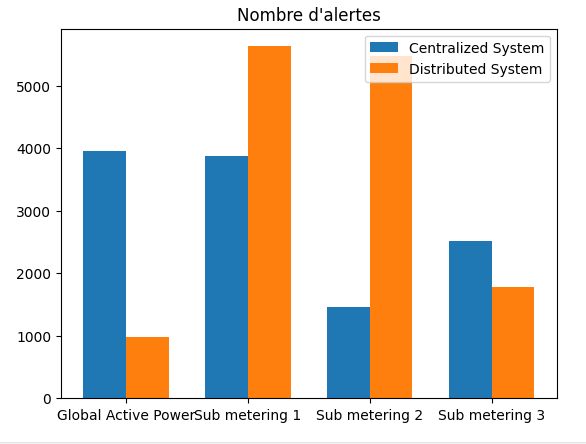 Nombre d'alertes
Centralized System
Distributed System
5000
4000
3000
2000
1000
0
Global Active Power Sub metering 1 Sub metering 2 Sub metering 3